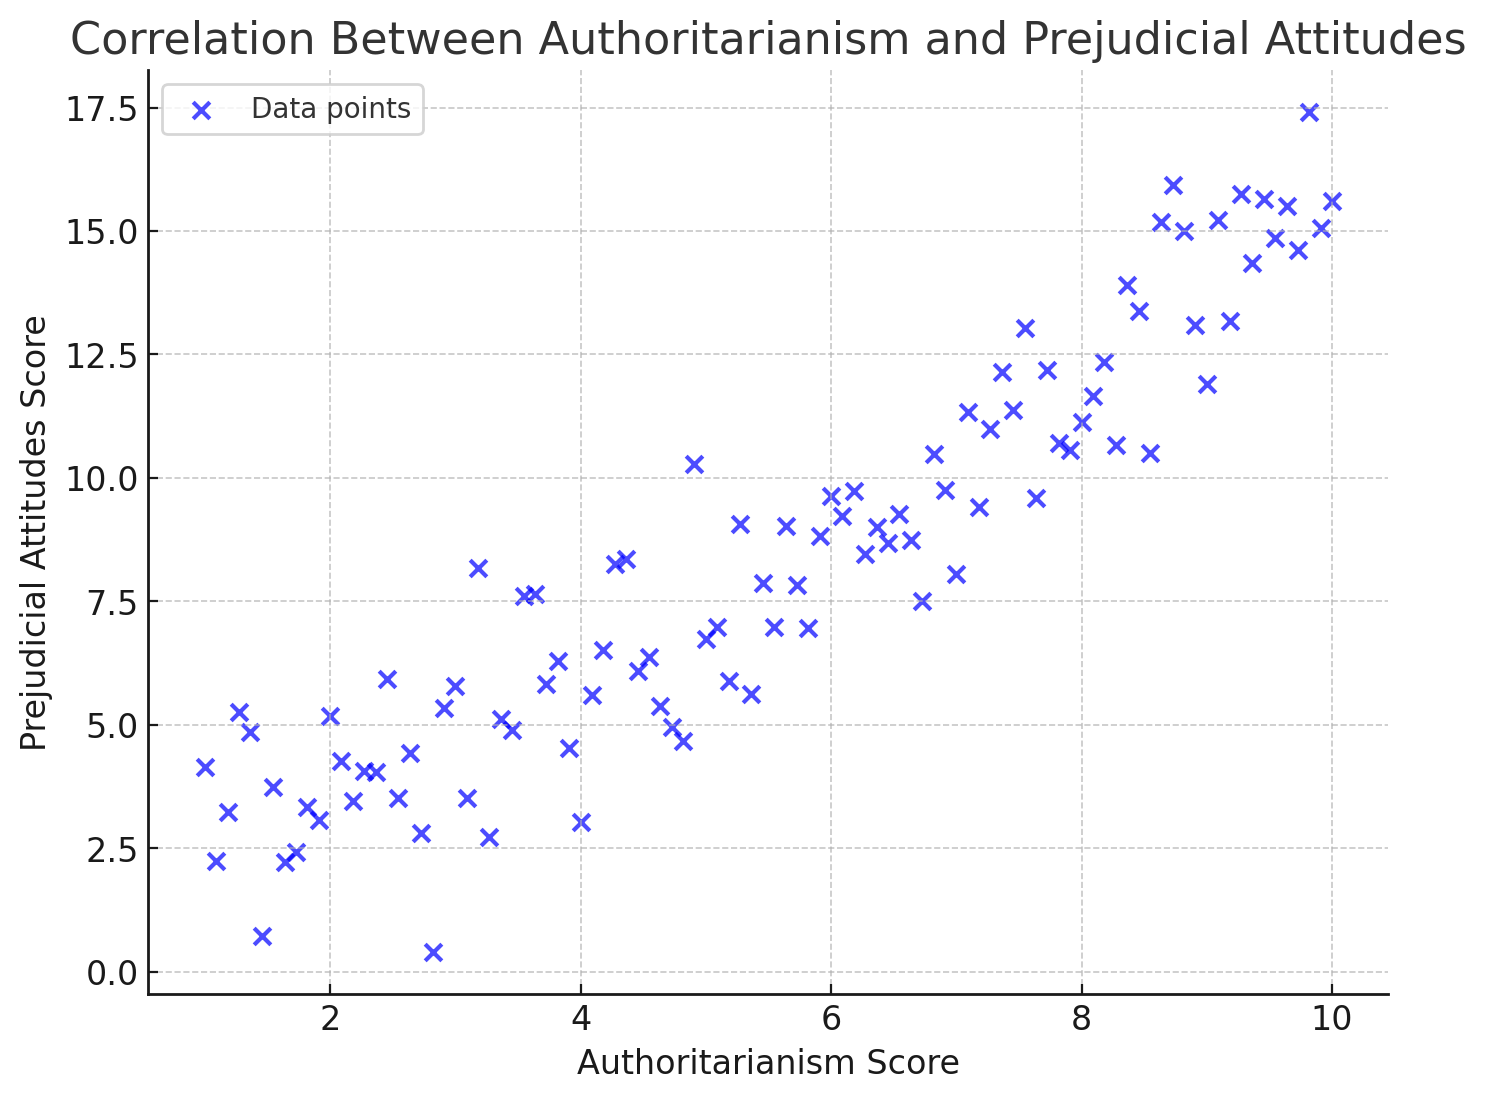 Correlation Between Authoritarianism and Prejudicial Attitudes
Data points
17.5
15.0
12.5
10.0
7.5
5.0
2.5
0.0
Prejudicial Attitudes Score
2 4 6 8 10
Authoritarianism Score